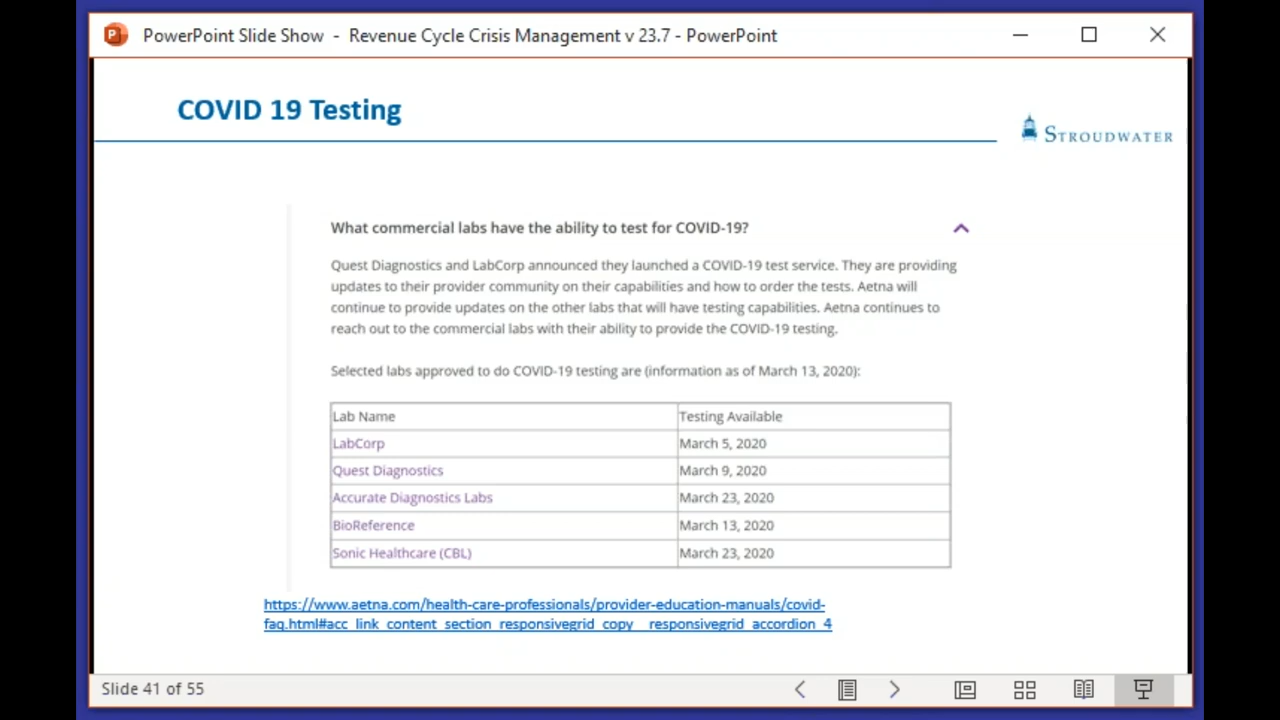 PowerPoint Slide Show - Revenue Cycle Crisis Management v 23.7 - PowerPoint
COVID 19 Testing
STROUDWATER
What commercial labs have the ability to test for COVID-19?
Quest Diagnostics and LabCorp announced they launched a COVID-19 test service. They are providing
updates to their provider community on their capabilities and how to order the tests. Aetna will
continue to provide updates on the other labs that will have testing capabilities. Aetna continues to
reach out to the commercial labs with their ability to provide the COVID-19 testing.
Selected labs approved to do COVID-19 testing are (information as of March 13, 2020):
Lab Name Testing Available
LabCorp March 5, 2020
Quest Diagnostics March 9, 2020
Accurate Diagnostics Labs March 23, 2020
BioReference March 13, 2020
Sonic Healthcare (CBL) March 23, 2020
https://www.aetna.com/health-care-professionals/provider-education-manuals/covid-
faq.html#acc_link_content_section_responsivegrid_copy__responsivegrid_accordion_4
Slide 41 of 55